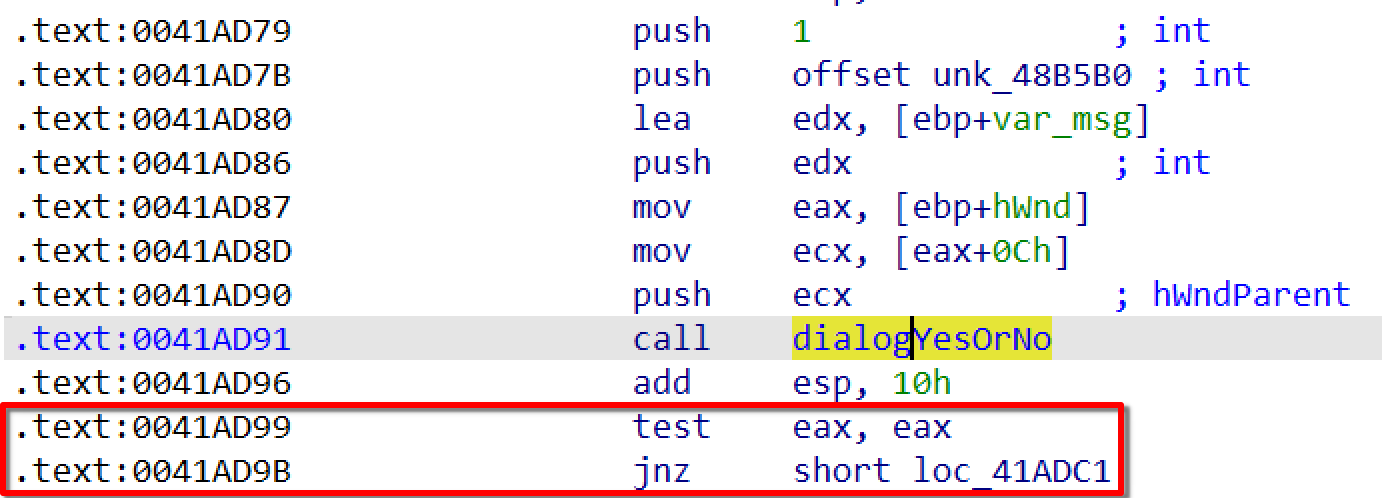 .text:0041AD79 push 1 ; int
.text:0041AD7B push offset unk_48B5B0 ; int
.text:0041AD80 lea edx, [ebp+var_msg]
.text:0041AD86 push edx ; int
.text:0041AD87 mov eax, [ebp+hWnd]
.text:0041AD8D mov ecx, [eax+0Ch]
.text:0041AD90 push ecx ; hWndParent
.text:0041AD91 call dialogYesOrNo
.text:0041AD96 add esp, 10h
.text:0041AD99 test eax, eax
.text:0041AD9B jnz short loc_41ADC1